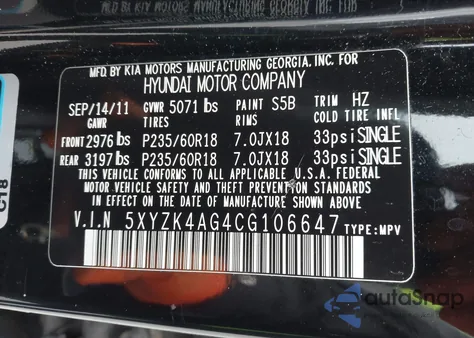 MFD. BY KIA MOTORS MANUFACTURING GEORGIA, INC. FOR
HYUNDAI MOTOR COMPANY
SEP/14/11 GVWR 5071 lbs PAINT S5B TRIM HZ
GAWR TIRES RIMS COLD TIRE INFL
FRONT 2976 lbs P235/60R18 7.0JX18 33psi SINGLE
REAR 3197 lbs P235/60R18 7.0JX18 33psi SINGLE
THIS VEHICLE CONFORMS TO ALL APPLICABLE U.S.A. FEDERAL
MOTOR VEHICLE SAFETY AND THEFT PREVENTION STANDARDS
IN EFFECT ON THE DATE OF MANUFACTURE SHOWN ABOVE.
V.I.N 5XYZK4AG4CG106647 TYPE:MPV
C18
autoSnap